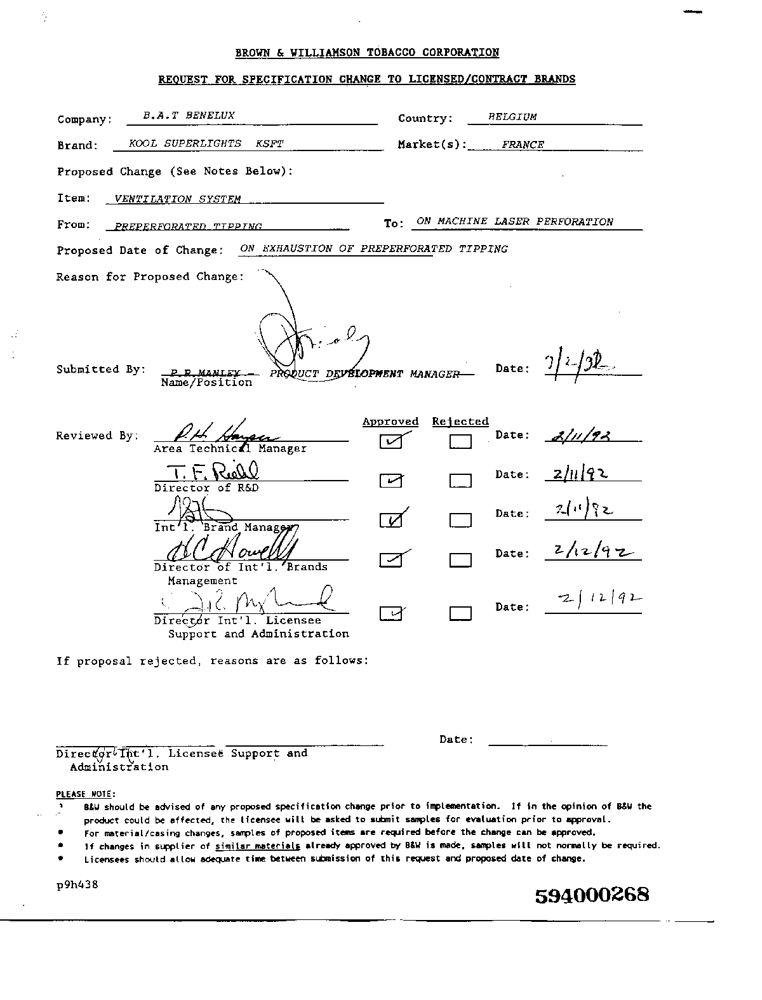 BROWN & WILLIAMSON TOBACCO CORPORATION
REQUEST FOR SPECIFICATION CHANGE TO LICENSED/CONTRACT BRANDS
Company: B.A.T BENELUX Country: BELGIUM
Brand: KOOL SUPERLIGHTS KSFT Market(s): FRANCE
Proposed Change (See Notes Below):
Item: VENTILATION SYSTEM
From: PREPERFORATED TIPPING To: ON MACHINE LASER PERFORATION
Proposed Date of Change: ON EXHAUSTION OF PREPERFORATED TIPPING
Reason for Proposed Change:
Submitted By: P.R.MANLEY - PRODUCT DEVELOPMENT MANAGER Date: 
Name/Position
Approved Rejected
Reviewed By: Date: 2/11/92
Area Technical Manager
T. F. Riehl Date: 2/11/92
Director of R&D
Date: 2/11/92
Int'l. Brand Manager
Howell Date: 2/12/92
Director of Int'l. Brands
Management
Date: 2/12/92
Director Int'l. Licensee
Support and Administration
If proposal rejected, reasons are as follows:
Date:
Director Int'l. Licensee Support and
Administration
PLEASE NOTE:
B&W should be advised of any proposed specification change prior to implementation. If in the opinion of B&W the
product could be affected, the licensee will be asked to submit samples for evaluation prior to approval.
• For material/casing changes, samples of proposed items are required before the change can be approved.
• If changes in supplier of similar materials already approved by B&W is made, samples will not normally be required.
• Licensees should allow adequate time between submission of this request and proposed date of change.
p9h438
594000268